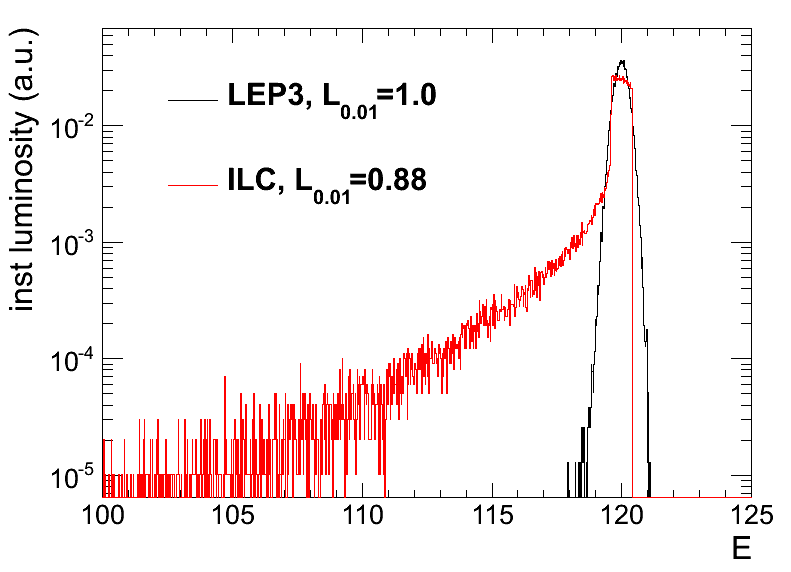 inst luminosity (a.u.)
10⁻²
10⁻³
10⁻⁴
10⁻⁵
LEP3, L₀.₀₁=1.0
ILC, L₀.₀₁=0.88
100 105 110 115 120 125
E